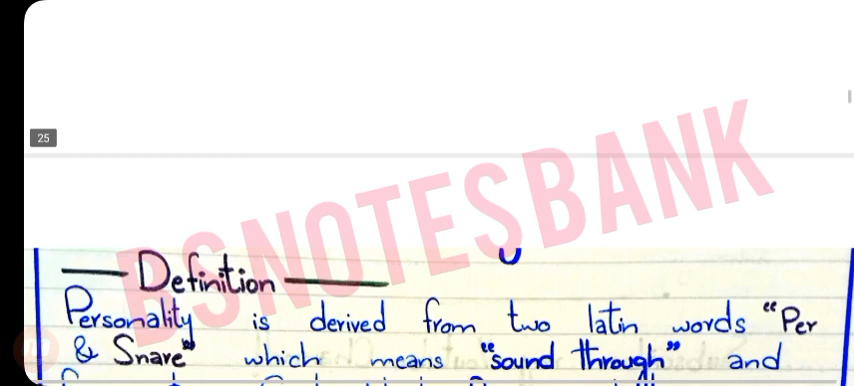 25
BSNOTESBANK
Definition
Personality is derived from two latin words "Per
& Snare" which means "sound through" and